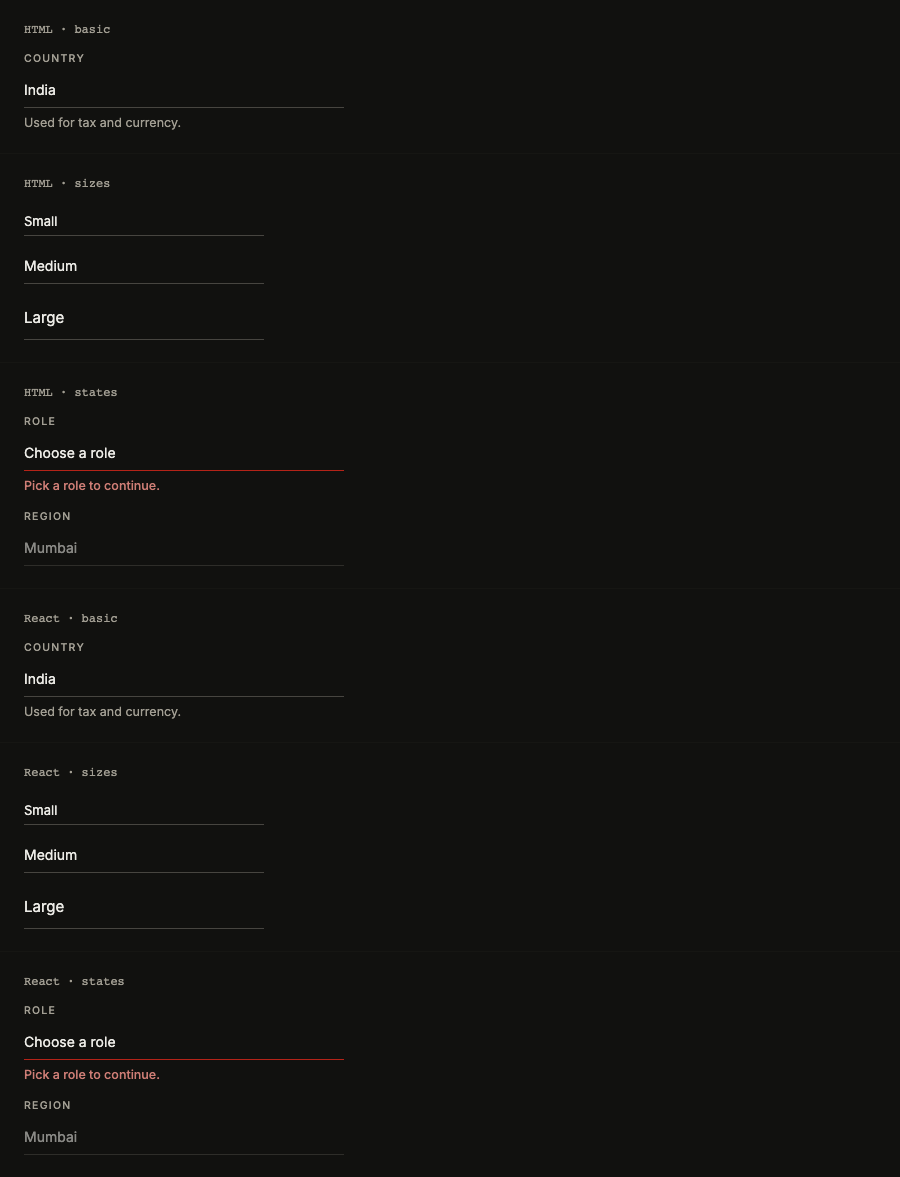 HTML · basic
COUNTRY
India
Used for tax and currency.
HTML · sizes
Small
Medium
Large
HTML · states
ROLE
Choose a role
Pick a role to continue.
REGION
Mumbai
React · basic
COUNTRY
India
Used for tax and currency.
React · sizes
Small
Medium
Large
React · states
ROLE
Choose a role
Pick a role to continue.
REGION
Mumbai